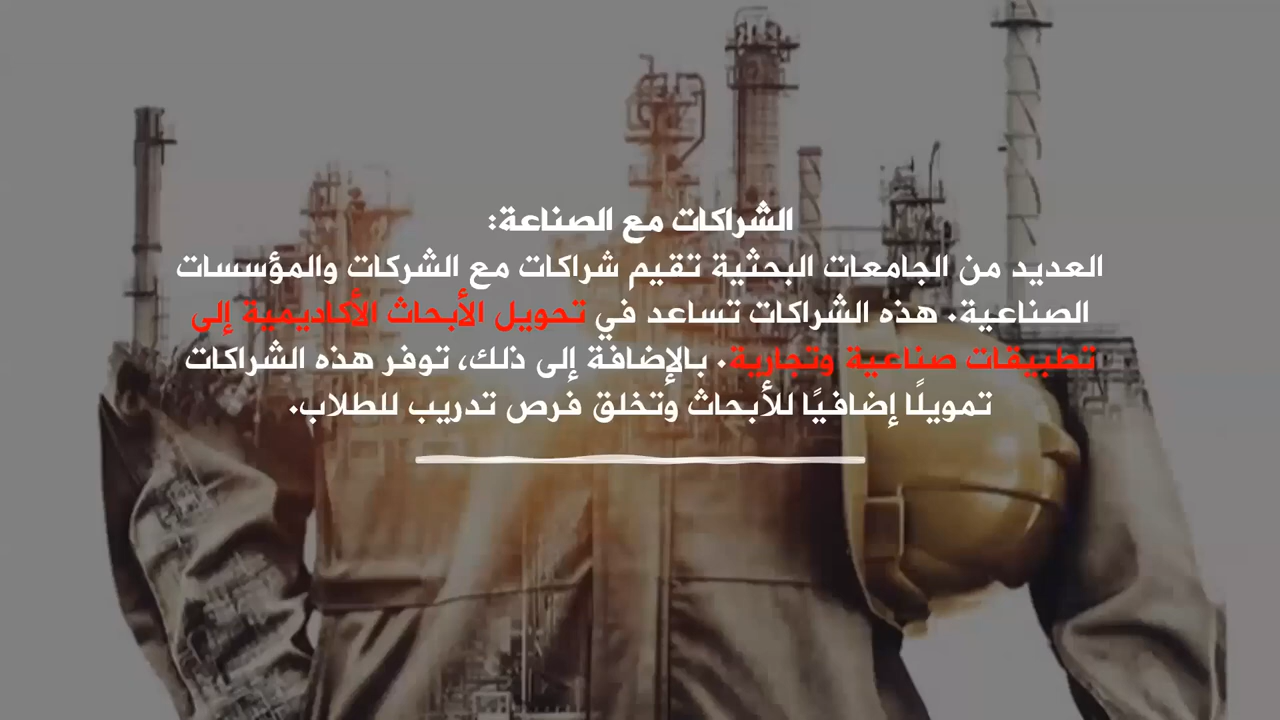 الشراكات مع الصناعة:
العديد من الجامعات البحثية تقيم شراكات مع الشركات والمؤسسات
الصناعية. هذه الشراكات تساعد في تحويل الأبحاث الأكاديمية إلى
تطبيقات صناعية وتجارية. بالإضافة إلى ذلك، توفر هذه الشراكات
تمويلًا إضافيًا للأبحاث وتخلق فرص تدريب للطلاب.